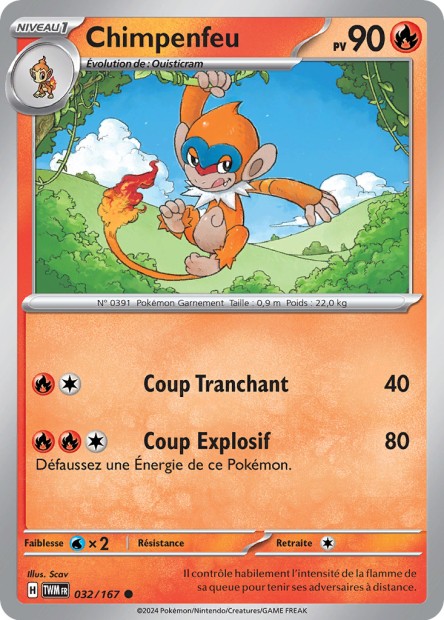 NIVEAU 1
Chimpenfeu
PV 90
Évolution de : Ouisticram
N° 0391 Pokémon Garnement Taille : 0,9 m Poids : 22,0 kg
Coup Tranchant 40
Coup Explosif 80
Défaussez une Énergie de ce Pokémon.
Faiblesse ×2 Résistance Retraite
Illus. Scav
H TWM FR 032/167
Il contrôle habilement l'intensité de la flamme de
sa queue pour tenir ses adversaires à distance.
©2024 Pokémon/Nintendo/Creatures/GAME FREAK